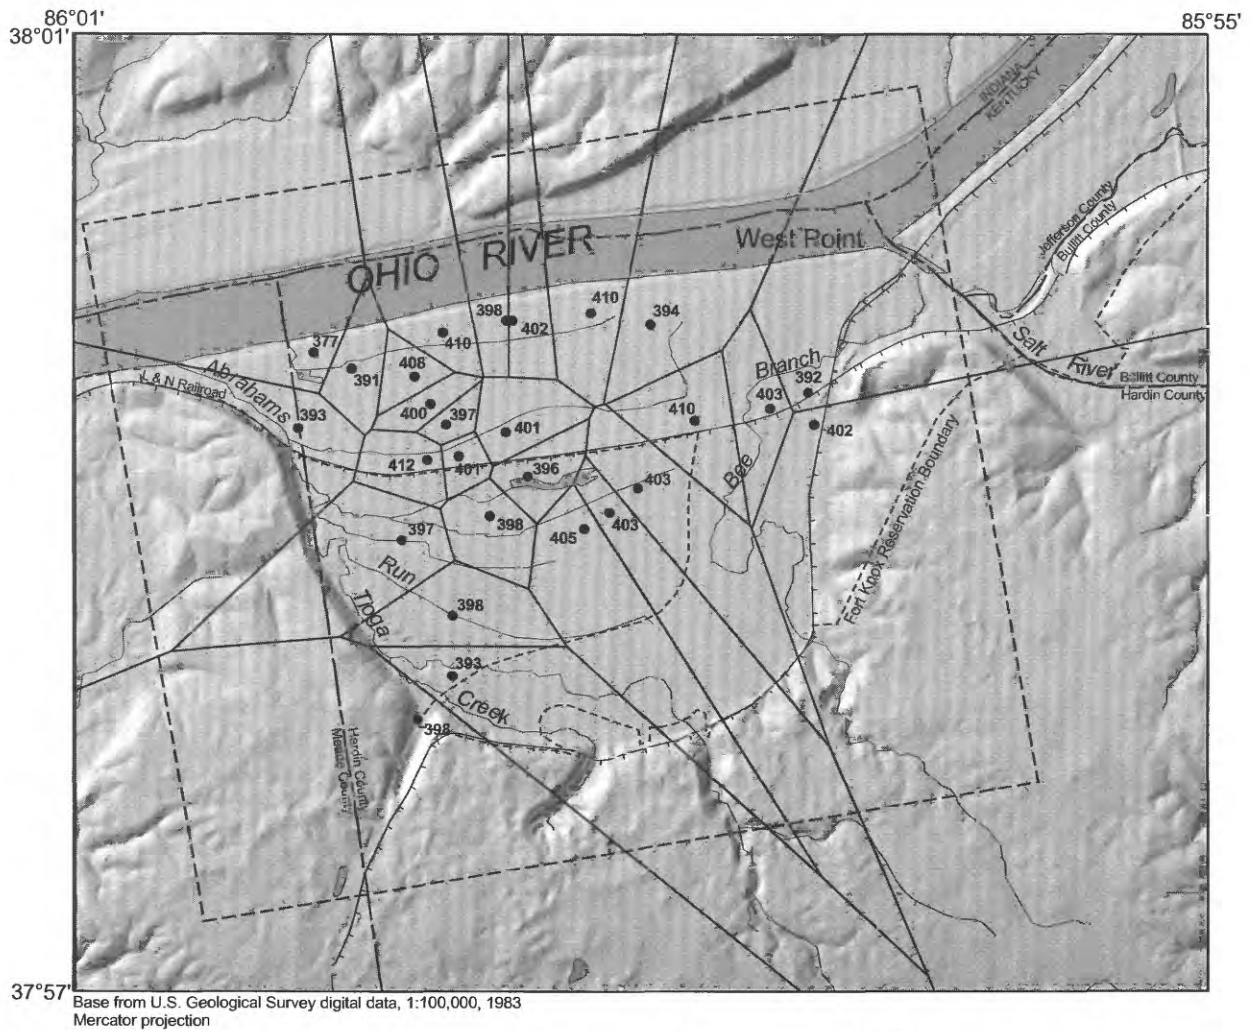 86°01'
85°55'
38°01'
INDIANA
KENTUCKY
Jefferson County
Bullitt County
OHIO RIVER
West Point
410
394
398
402
410
377
Salt River
408
391
Branch
Abrahams
L & N Railroad
392
Bullitt County
Hardin County
400
403
397
410
393
401
402
412
401
396
Bee
403
398
403
397
405
Fort Knox Reservation Boundary
Run
398
Tioga
393
Creek
398
Hardin County
Meade County
37°57'
Base from U.S. Geological Survey digital data, 1:100,000, 1983
Mercator projection